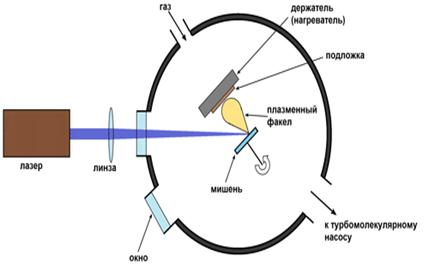 газ
держатель
(нагреватель)
подложка
плазменный
факел
лазер
линза
мишень
окно
к турбомолекулярному
насосу